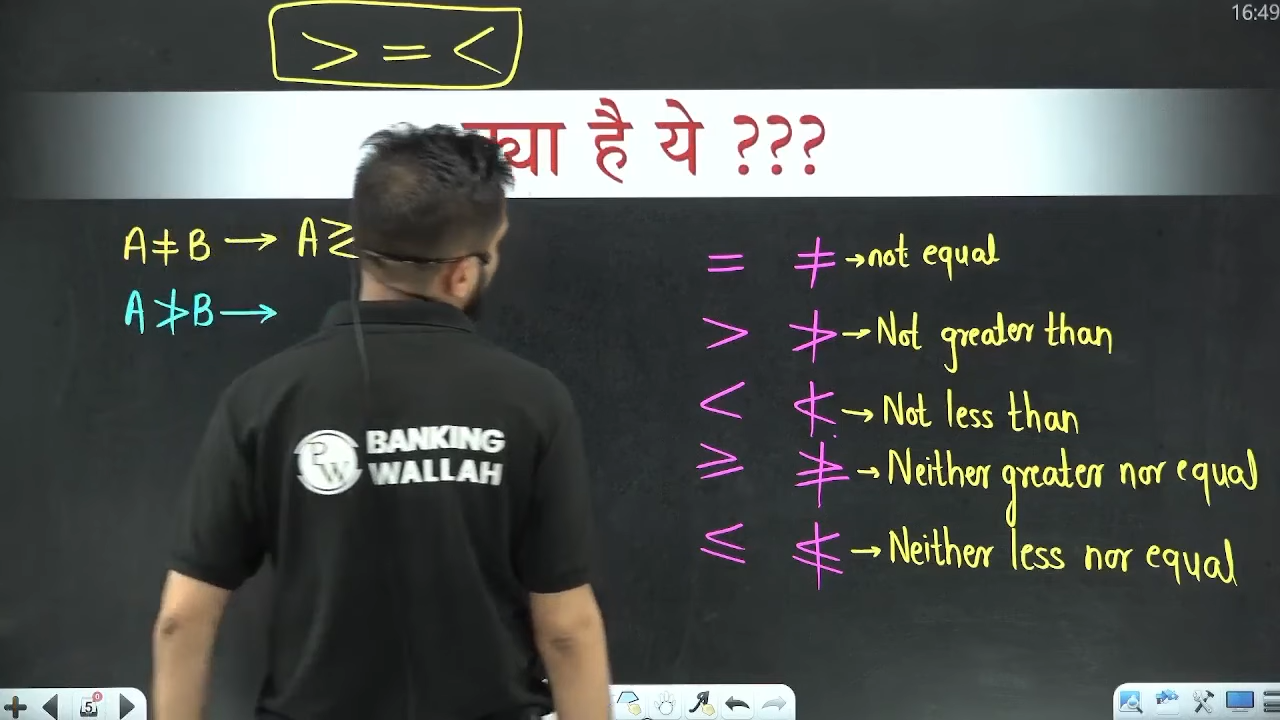 16:49
> = <
है ये ???
A ≠ B → A ≷
A ≯ B →
= ≠ → not equal
> ≯ → Not greater than
< ≮ → Not less than
≥ ≱ → Neither greater nor equal
≤ ≰ → Neither less nor equal
PW BANKING
WALLAH
5